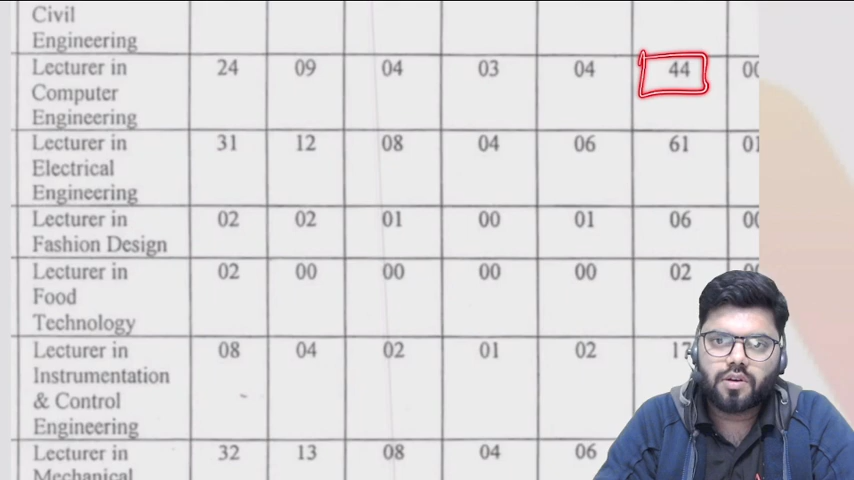 Civil
Engineering
Lecturer in 24 09 04 03 04 44
Computer
Engineering
Lecturer in 31 12 08 04 06 61 01
Electrical
Engineering
Lecturer in 02 02 01 00 01 06
Fashion Design
Lecturer in 02 00 00 00 00 02
Food
Technology
Lecturer in 08 04 02 01 02 17
Instrumentation
& Control
Engineering
Lecturer in 32 13 08 04 06
Mechanical